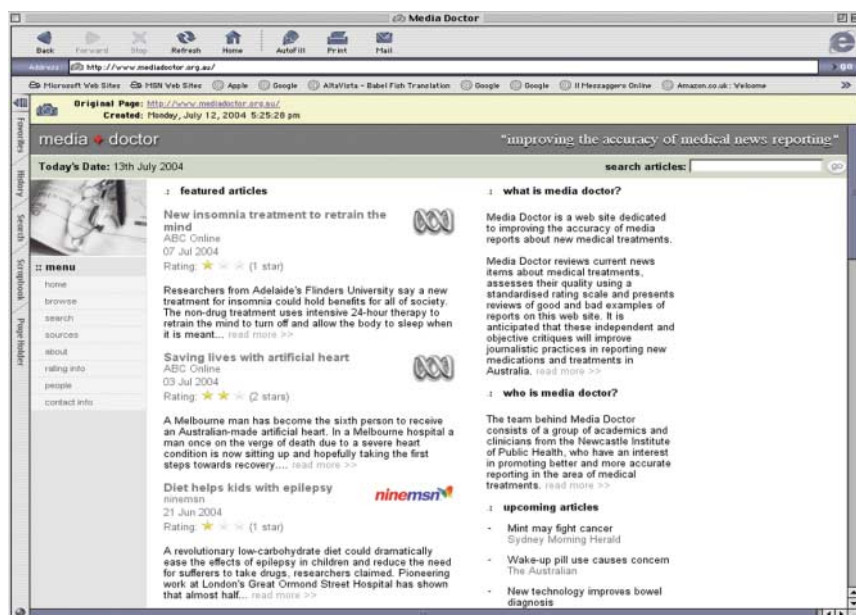 Media Doctor
Back Forward Stop Refresh Home AutoFill Print Mail
Address: http://www.mediadoctor.org.au/ go
Microsoft Web Sites MSN Web Sites Apple Google AltaVista - Babel Fish Translation Google Google Il Messaggero Online Amazon.co.uk: Welcome
Favorites
History
Search
Scrapbook
Page Holder
Original Page: http://www.mediadoctor.org.au/
Created: Monday, July 12, 2004 5:25:28 pm
media doctor
"improving the accuracy of medical news reporting"
Today's Date: 13th July 2004
search articles: go
:: menu
home
browse
search
sources
about
rating info
people
contact info
.: featured articles
New insomnia treatment to retrain the
mind
ABC Online
07 Jul 2004
Rating: (1 star)
Researchers from Adelaide's Flinders University say a new
treatment for insomnia could hold benefits for all of society.
The non-drug treatment uses intensive 24-hour therapy to
retrain the mind to turn off and allow the body to sleep when
it is meant... read more >>
Saving lives with artificial heart
ABC Online
03 Jul 2004
Rating: (2 stars)
A Melbourne man has become the sixth person to receive
an Australian-made artificial heart. In a Melbourne hospital a
man once on the verge of death due to a severe heart
condition is now sitting up and hopefully taking the first
steps towards recovery.... read more >>
Diet helps kids with epilepsy
ninemsn
ninemsn
21 Jun 2004
Rating: (1 star)
A revolutionary low-carbohydrate diet could dramatically
ease the effects of epilepsy in children and reduce the need
for sufferers to take drugs, researchers claimed. Pioneering
work at London's Great Ormond Street Hospital has shown
that almost half... read more >>
.: what is media doctor?
Media Doctor is a web site dedicated
to improving the accuracy of media
reports about new medical treatments.
Media Doctor reviews current news
items about medical treatments,
assesses their quality using a
standardised rating scale and presents
reviews of good and bad examples of
reports on this web site. It is
anticipated that these independent and
objective critiques will improve
journalistic practices in reporting new
medications and treatments in
Australia. read more >>
.: who is media doctor?
The team behind Media Doctor
consists of a group of academics and
clinicians from the Newcastle Institute
of Public Health, who have an interest
in promoting better and more accurate
reporting in the area of medical
treatments. read more >>
.: upcoming articles
- Mint may fight cancer
Sydney Morning Herald
- Wake-up pill use causes concern
The Australian
- New technology improves bowel
diagnosis